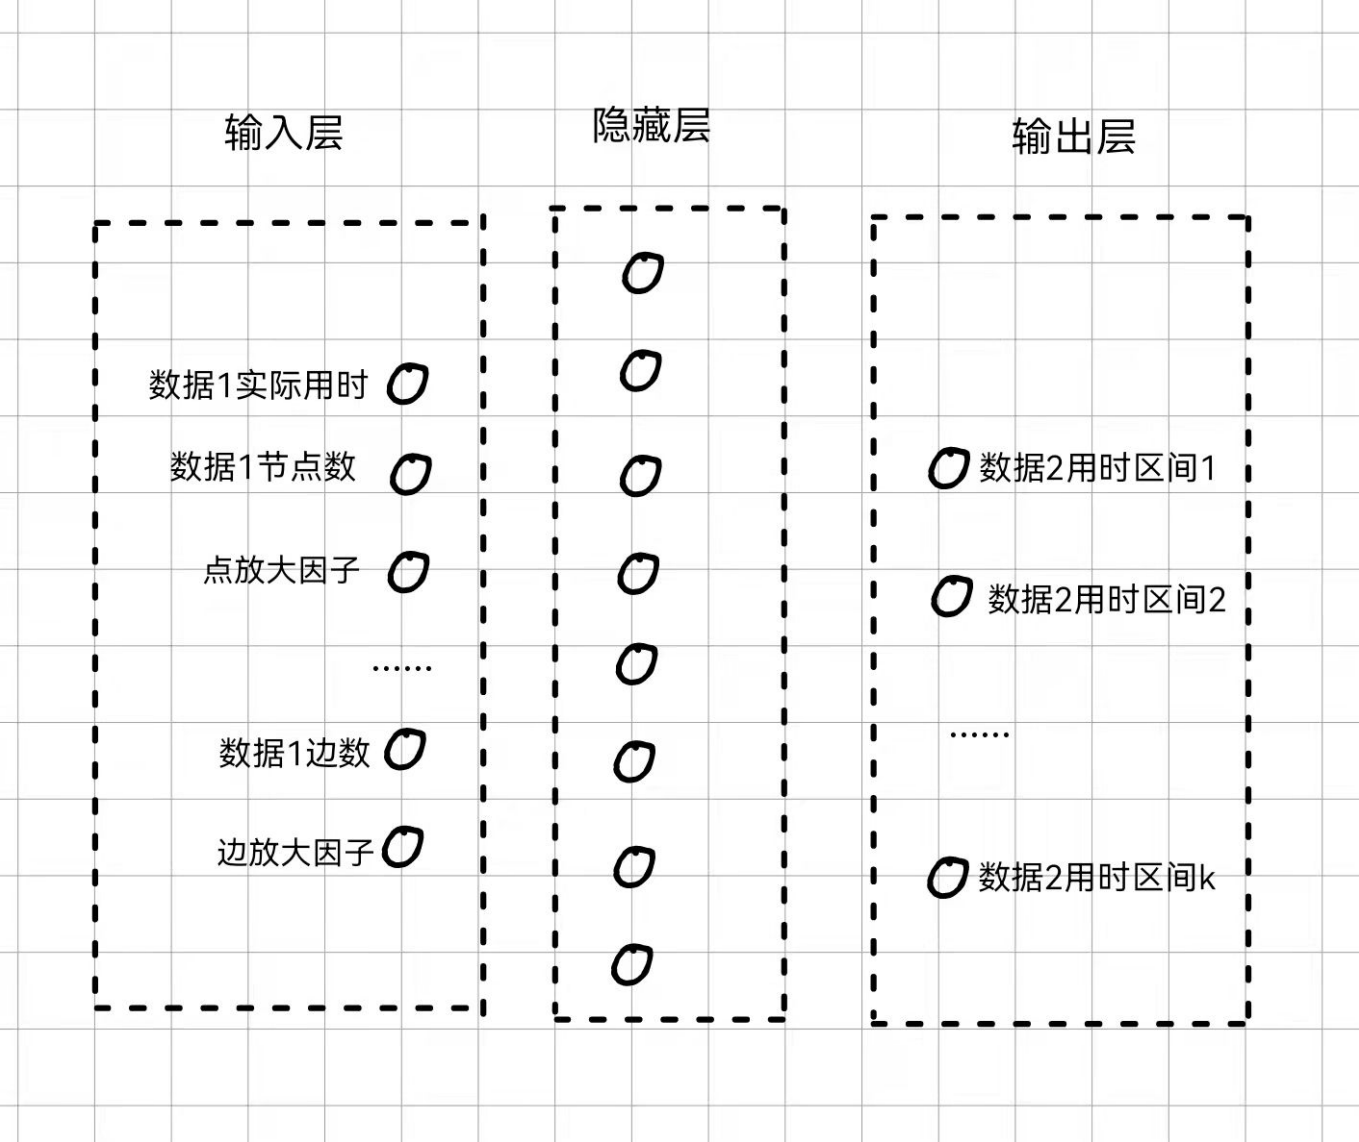 输入层
隐藏层
输出层
数据1实际用时
数据1节点数
点放大因子
......
数据1边数
边放大因子
数据2用时区间1
数据2用时区间2
......
数据2用时区间k